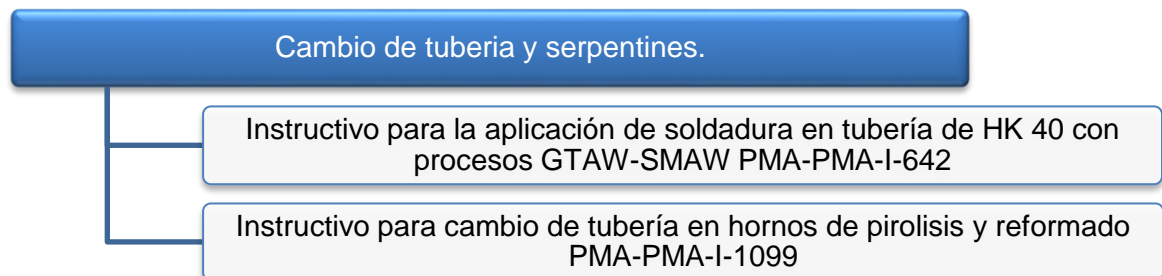 Cambio de tuberia y serpentines.
Instructivo para la aplicación de soldadura en tubería de HK 40 con
procesos GTAW-SMAW PMA-PMA-I-642
Instructivo para cambio de tubería en hornos de pirolisis y reformado
PMA-PMA-I-1099